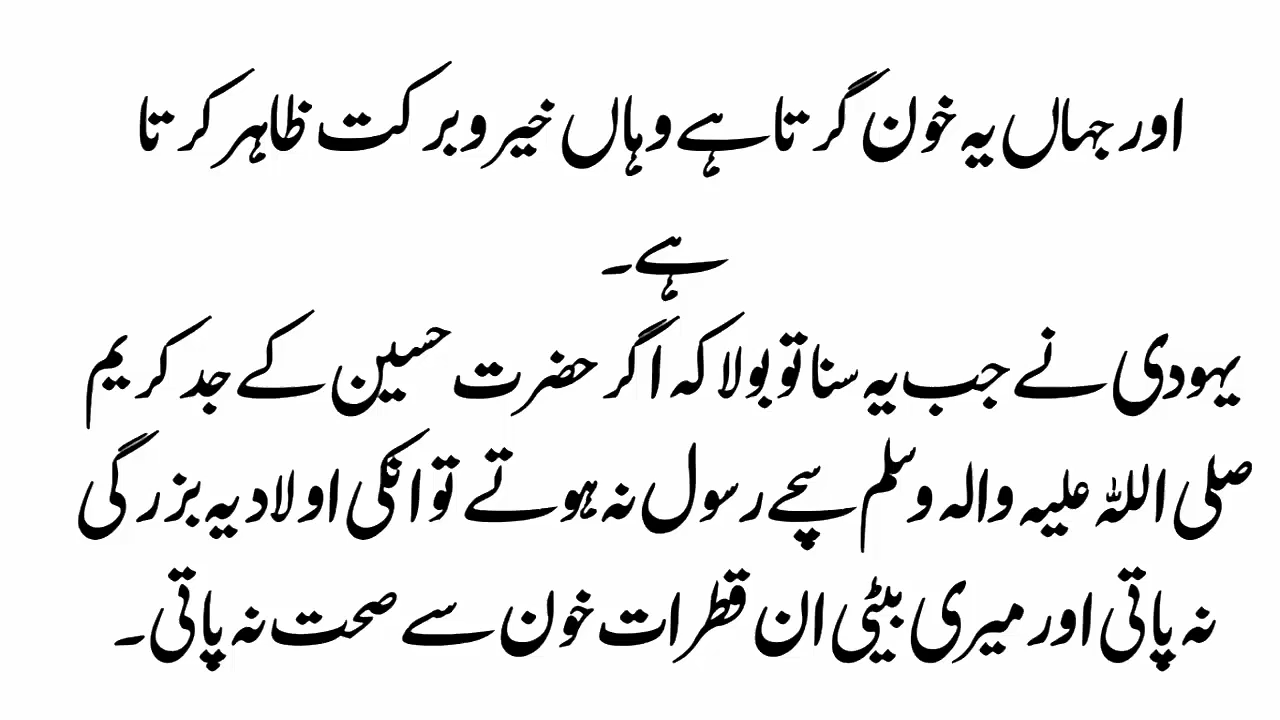 اور جہاں یہ خون گرتا ہے وہاں خیر و برکت ظاہر کرتا
ہے۔
یہودی نے جب یہ سنا تو بولا کہ اگر حضرت حسین کے جد کریم
صلی اللہ علیہ والہ وسلم سچے رسول نہ ہوتے تو انکی اولاد یہ بزرگی
نہ پاتی اور میری بیٹی ان قطرات خون سے صحت نہ پاتی۔